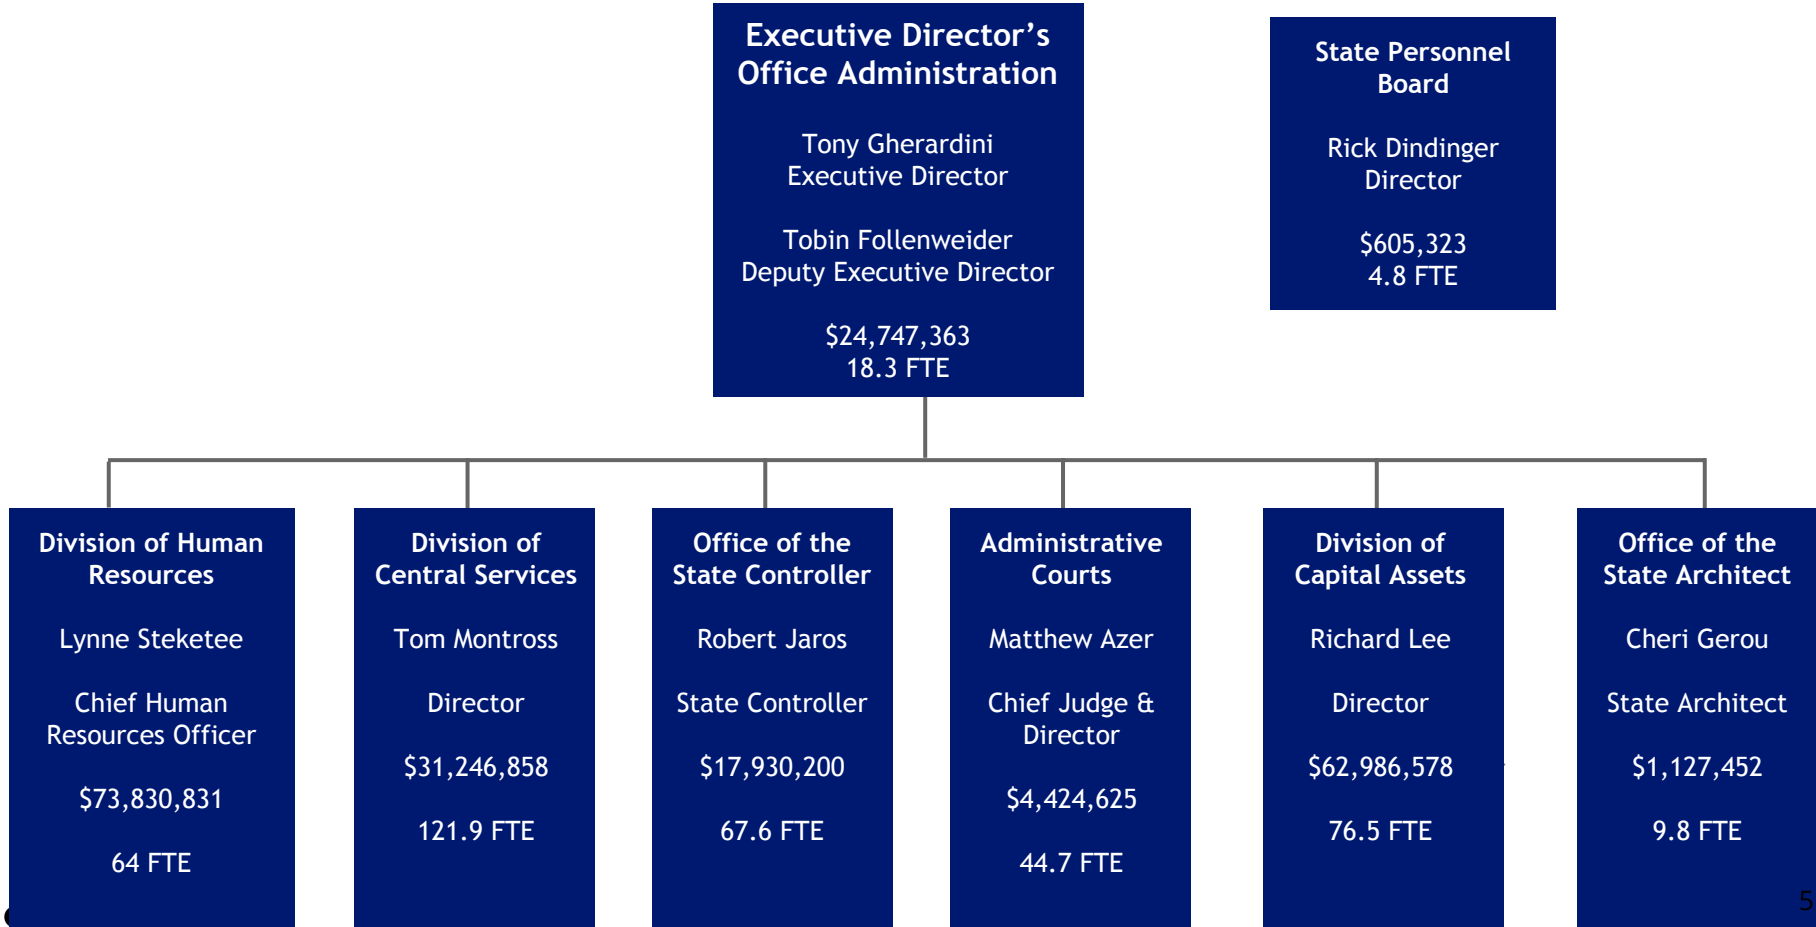 Executive Director’s
Office Administration
Tony Gherardini
Executive Director
Tobin Follenweider
Deputy Executive Director
$24,747,363
18.3 FTE
State Personnel
Board
Rick Dindinger
Director
$605,323
4.8 FTE
Division of Human
Resources
Lynne Steketee
Chief Human
Resources Officer
$73,830,831
64 FTE
Division of
Central Services
Tom Montross
Director
$31,246,858
121.9 FTE
Office of the
State Controller
Robert Jaros
State Controller
$17,930,200
67.6 FTE
Administrative
Courts
Matthew Azer
Chief Judge &
Director
$4,424,625
44.7 FTE
Division of
Capital Assets
Richard Lee
Director
$62,986,578
76.5 FTE
Office of the
State Architect
Cheri Gerou
State Architect
$1,127,452
9.8 FTE
5